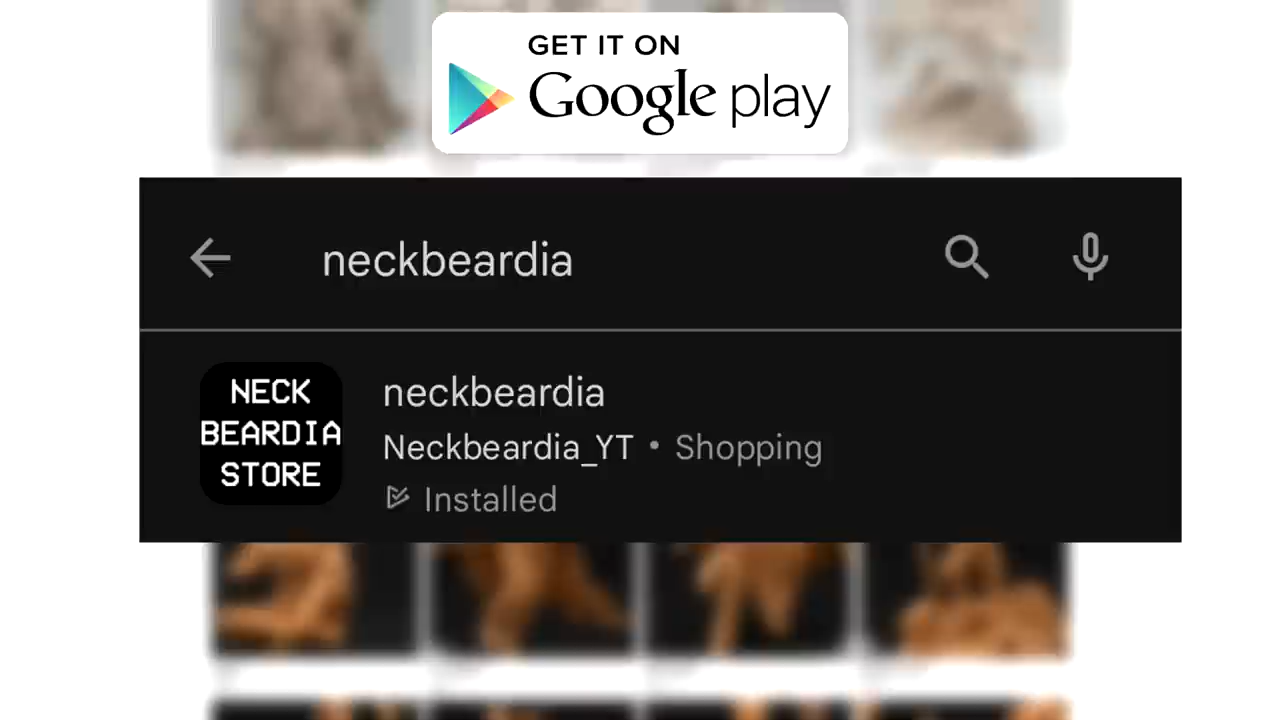 GET IT ON
Google play
neckbeardia
NECK
BEARDIA
STORE
neckbeardia
Neckbeardia_YT • Shopping
Installed